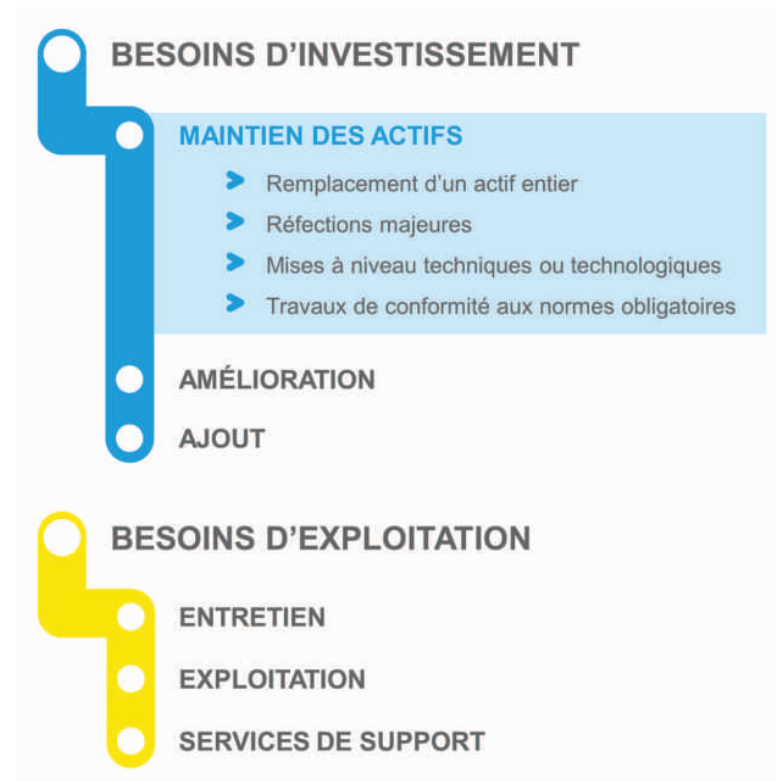 BESOINS D’INVESTISSEMENT
MAINTIEN DES ACTIFS
Remplacement d’un actif entier
Réfections majeures
Mises à niveau techniques ou technologiques
Travaux de conformité aux normes obligatoires
AMÉLIORATION
AJOUT
BESOINS D’EXPLOITATION
ENTRETIEN
EXPLOITATION
SERVICES DE SUPPORT